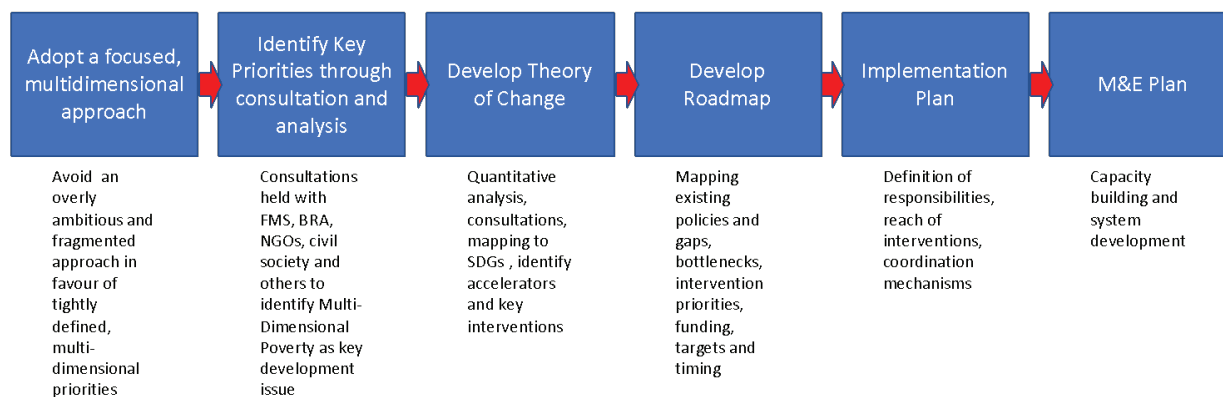 Adopt a focused,
multidimensional
approach
Avoid an
overly
ambitious and
fragmented
approach in
favour of
tightly
defined,
multi-
dimensional
priorities
Identify Key
Priorities through
consultation and
analysis
Consultations
held with
FMS, BRA,
NGOs, civil
society and
others to
identify Multi-
Dimensional
Poverty as key
development
issue
Develop Theory
of Change
Quantitative
analysis,
consultations,
mapping to
SDGs , identify
accelerators
and key
interventions
Develop
Roadmap
Mapping
existing
policies and
gaps,
bottlenecks,
intervention
priorities,
funding,
targets and
timing
Implementation
Plan
Definition of
responsibilities,
reach of
interventions,
coordination
mechanisms
M&E Plan
Capacity
building and
system
development